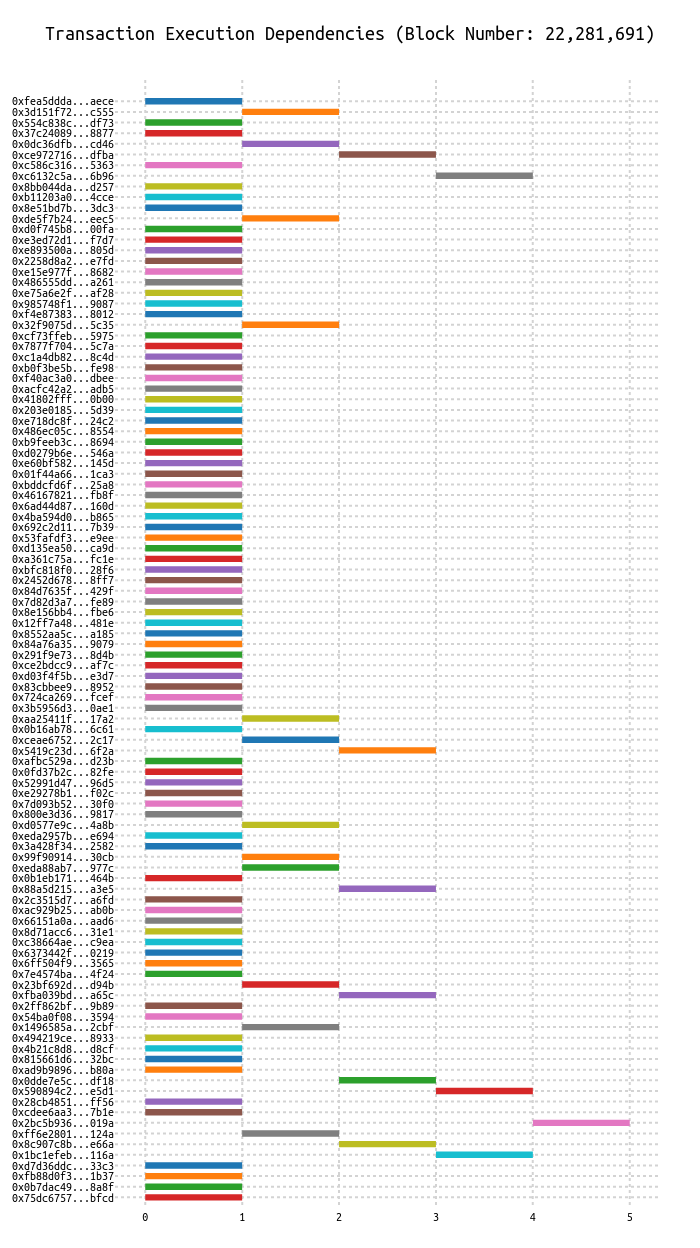 Transaction Execution Dependencies (Block Number: 22,281,691)
0xfea5ddda...aece
0x3d151f72...c555
0x554c838c...df73
0x37c24089...8877
0x0dc36dfb...cd46
0xce972716...dfba
0xc586c316...5363
0xc6132c5a...6b96
0x8bb044da...d257
0xb11203a0...4cce
0x8e51bd7b...3dc3
0xde5f7b24...eec5
0xd0f745b8...00fa
0xe3ed72d1...f7d7
0xe893500a...805d
0x2258d8a2...e7fd
0xe15e977f...8682
0x486555dd...a261
0xe75a6e2f...af28
0x985748f1...9087
0xf4e87383...8012
0x32f9075d...5c35
0xcf73ffeb...5975
0x7877f704...5c7a
0xc1a4db82...8c4d
0xb0f3be5b...fe98
0xf40ac3a0...dbee
0xacfc42a2...adb5
0x41802fff...0b00
0x203e0185...5d39
0xe718dc8f...24c2
0x486ec05c...8554
0xb9feeb3c...8694
0xd0279b6e...546a
0xe60bf582...145d
0x01f44a66...1ca3
0xbddcfd6f...25a8
0x46167821...fb8f
0x6ad44d87...160d
0x4ba594d0...b865
0x692c2d11...7b39
0x53fafdf3...e9ee
0xd135ea50...ca9d
0xa361c75a...fc1e
0xbfc818f0...28f6
0x2452d678...8ff7
0x84d7635f...429f
0x7d82d3a7...fe89
0x8e156bb4...fbe6
0x12ff7a48...481e
0x8552aa5c...a185
0x84a76a35...9079
0x291f9e73...8d4b
0xce2bdcc9...af7c
0xd03f4f5b...e3d7
0x83cbbee9...8952
0x724ca269...fcef
0x3b5956d3...0ae1
0xaa25411f...17a2
0x0b16ab78...6c61
0xceae6752...2c17
0x5419c23d...6f2a
0xafbc529a...d23b
0x0fd37b2c...82fe
0x52991d47...96d5
0xe29278b1...f02c
0x7d093b52...30f0
0x800e3d36...9817
0xd0577e9c...4a8b
0xeda2957b...e694
0x3a428f34...2582
0x99f90914...30cb
0xeda88ab7...977c
0x0b1eb171...464b
0x88a5d215...a3e5
0x2c3515d7...a6fd
0xac929b25...ab0b
0x66151a0a...aad6
0x8d71acc6...31e1
0xc38664ae...c9ea
0x6373442f...0219
0x6ff504f9...3565
0x7e4574ba...4f24
0x23bf692d...d94b
0xfba039bd...a65c
0x2ff862bf...9b89
0x54ba0f08...3594
0x1496585a...2cbf
0x494219ce...8933
0x4b21c8d8...d8cf
0x815661d6...32bc
0xad9b9896...b80a
0x0dde7e5c...df18
0x590894c2...e5d1
0x28cb4851...ff56
0xcdee6aa3...7b1e
0x2bc5b936...019a
0xff6e2801...124a
0x8c907c8b...e66a
0x1bc1efeb...116a
0xd7d36ddc...33c3
0xfb88d0f3...1b37
0x0b7dac49...8a8f
0x75dc6757...bfcd
0 1 2 3 4 5